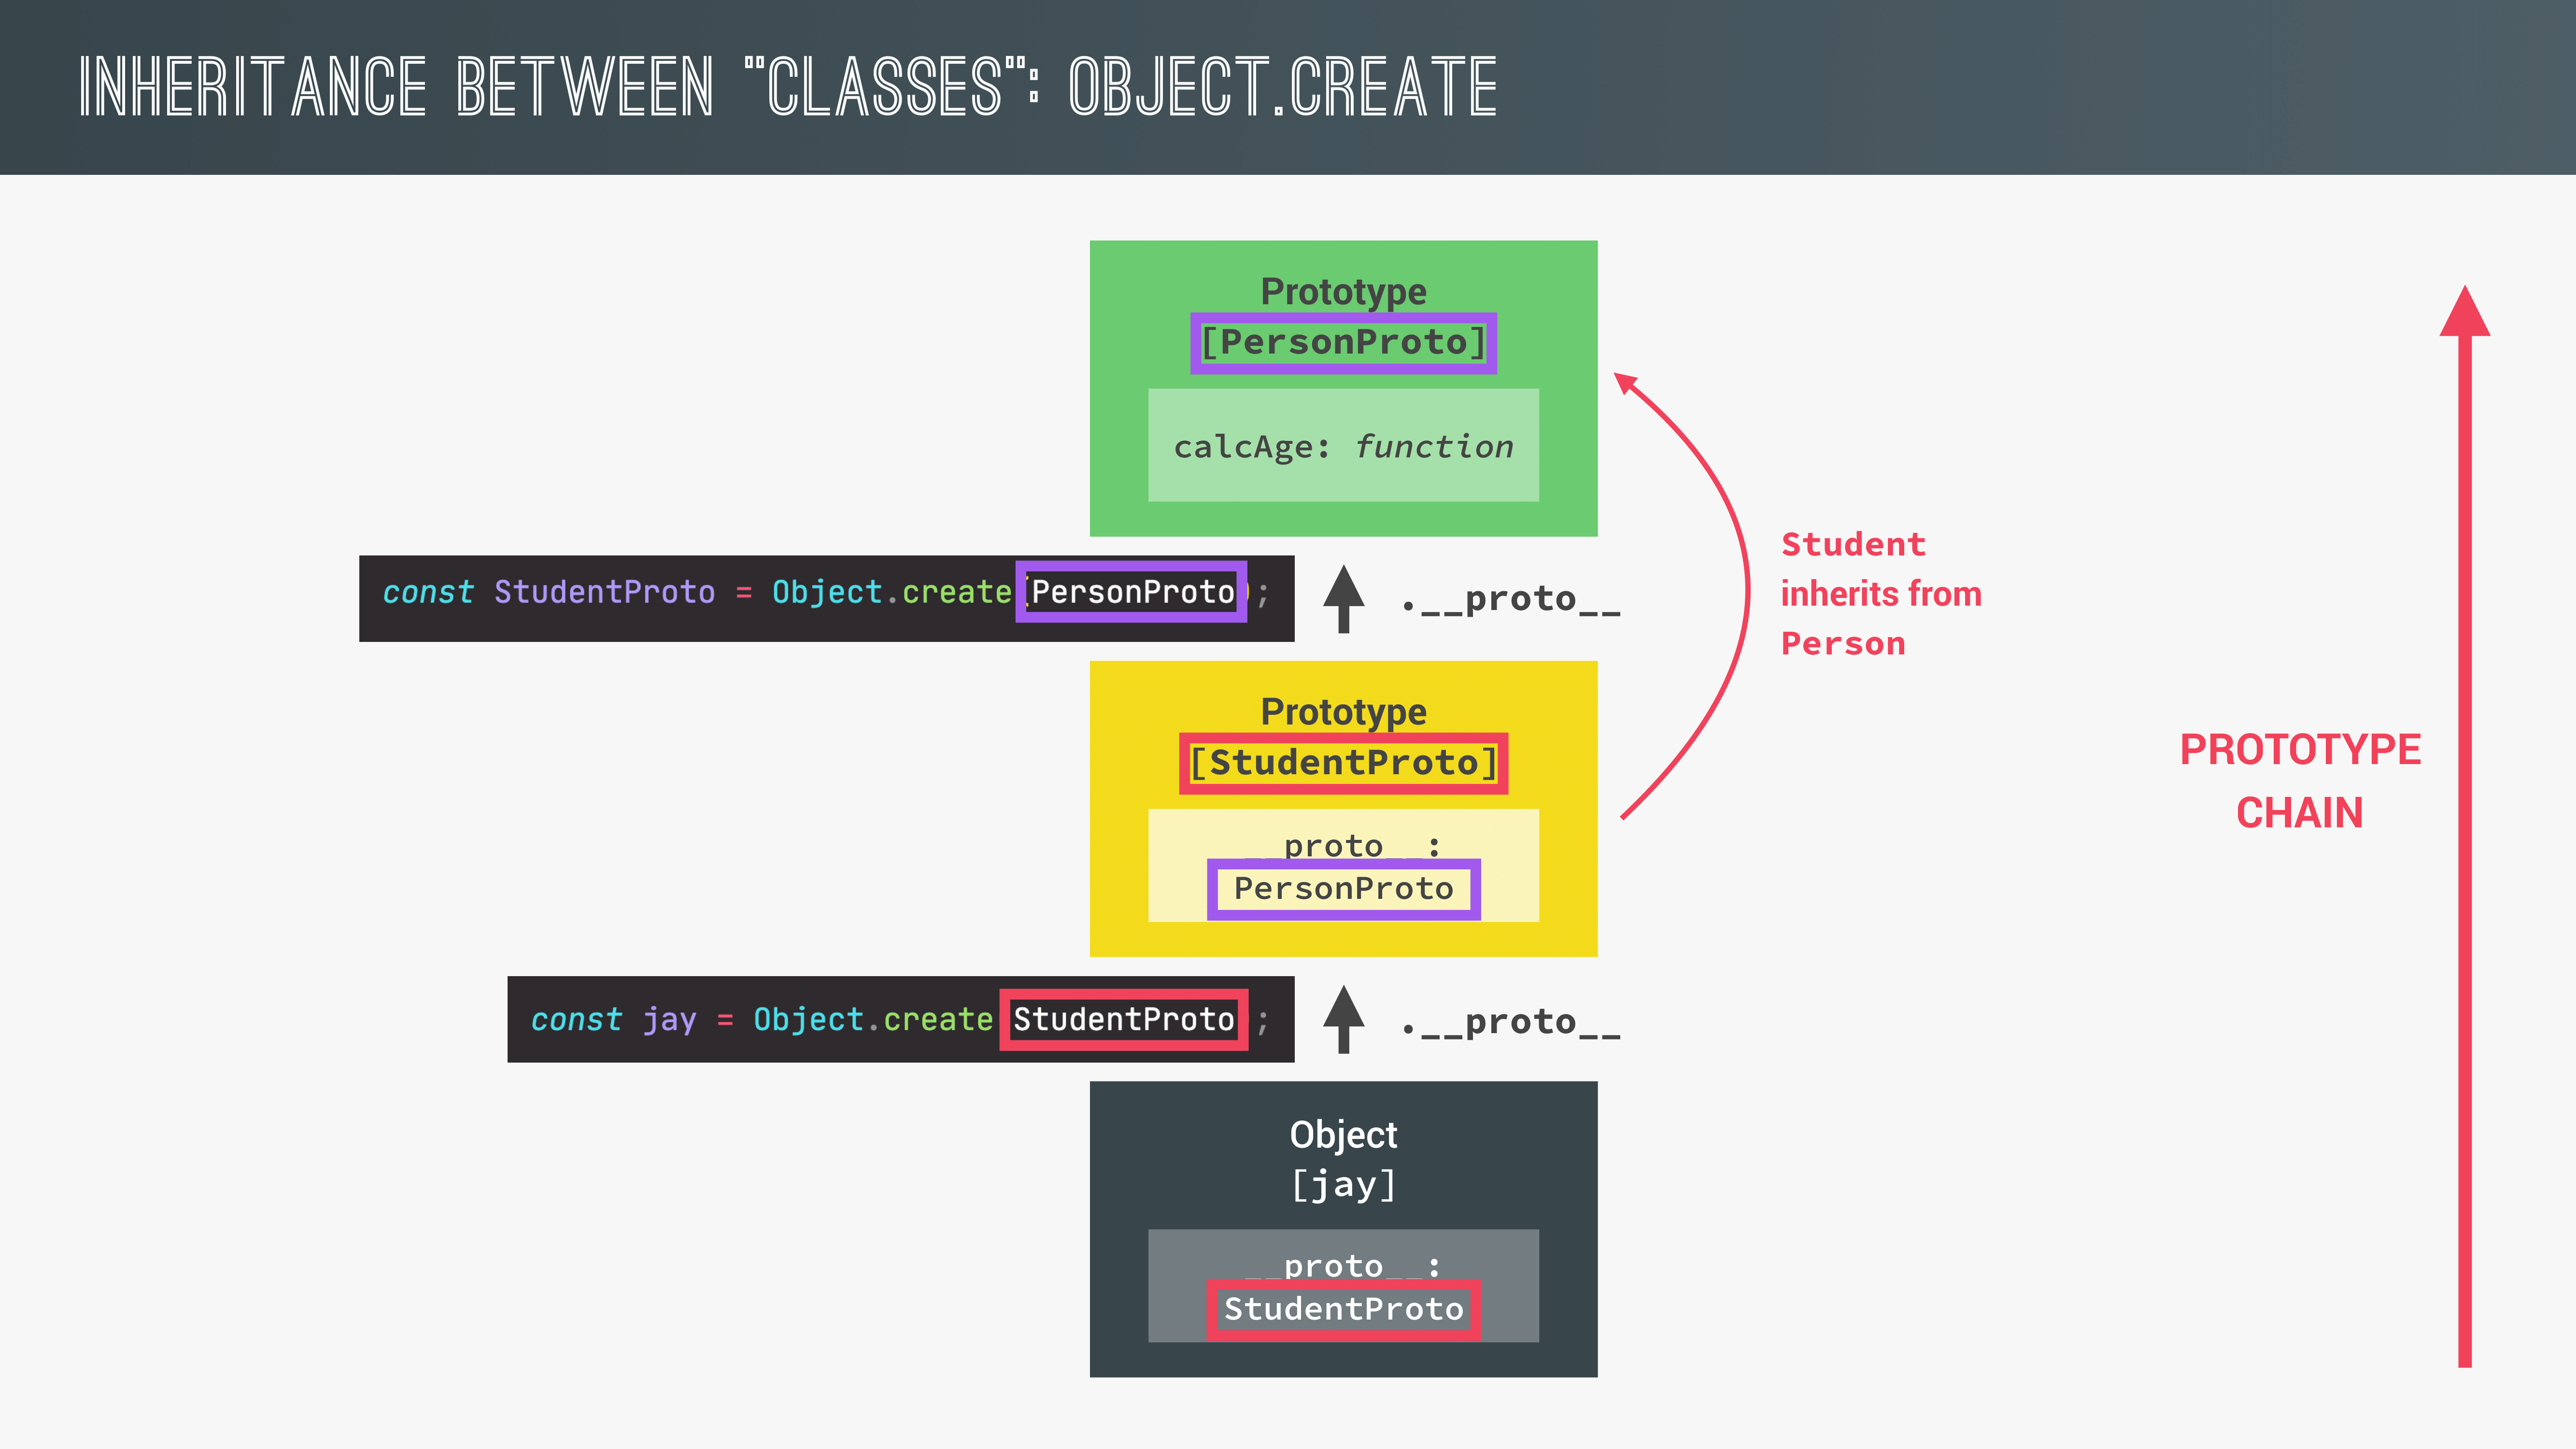 INHERITANCE BETWEEN "CLASSES": OBJECT.CREATE
Prototype
[PersonProto]
calcAge: function
const StudentProto = Object.create(PersonProto);
.__proto__
Student
inherits from
Person
Prototype
[StudentProto]
__proto__:
PersonProto
PROTOTYPE
CHAIN
const jay = Object.create StudentProto ;
.__proto__
Object
[jay]
__proto__:
StudentProto